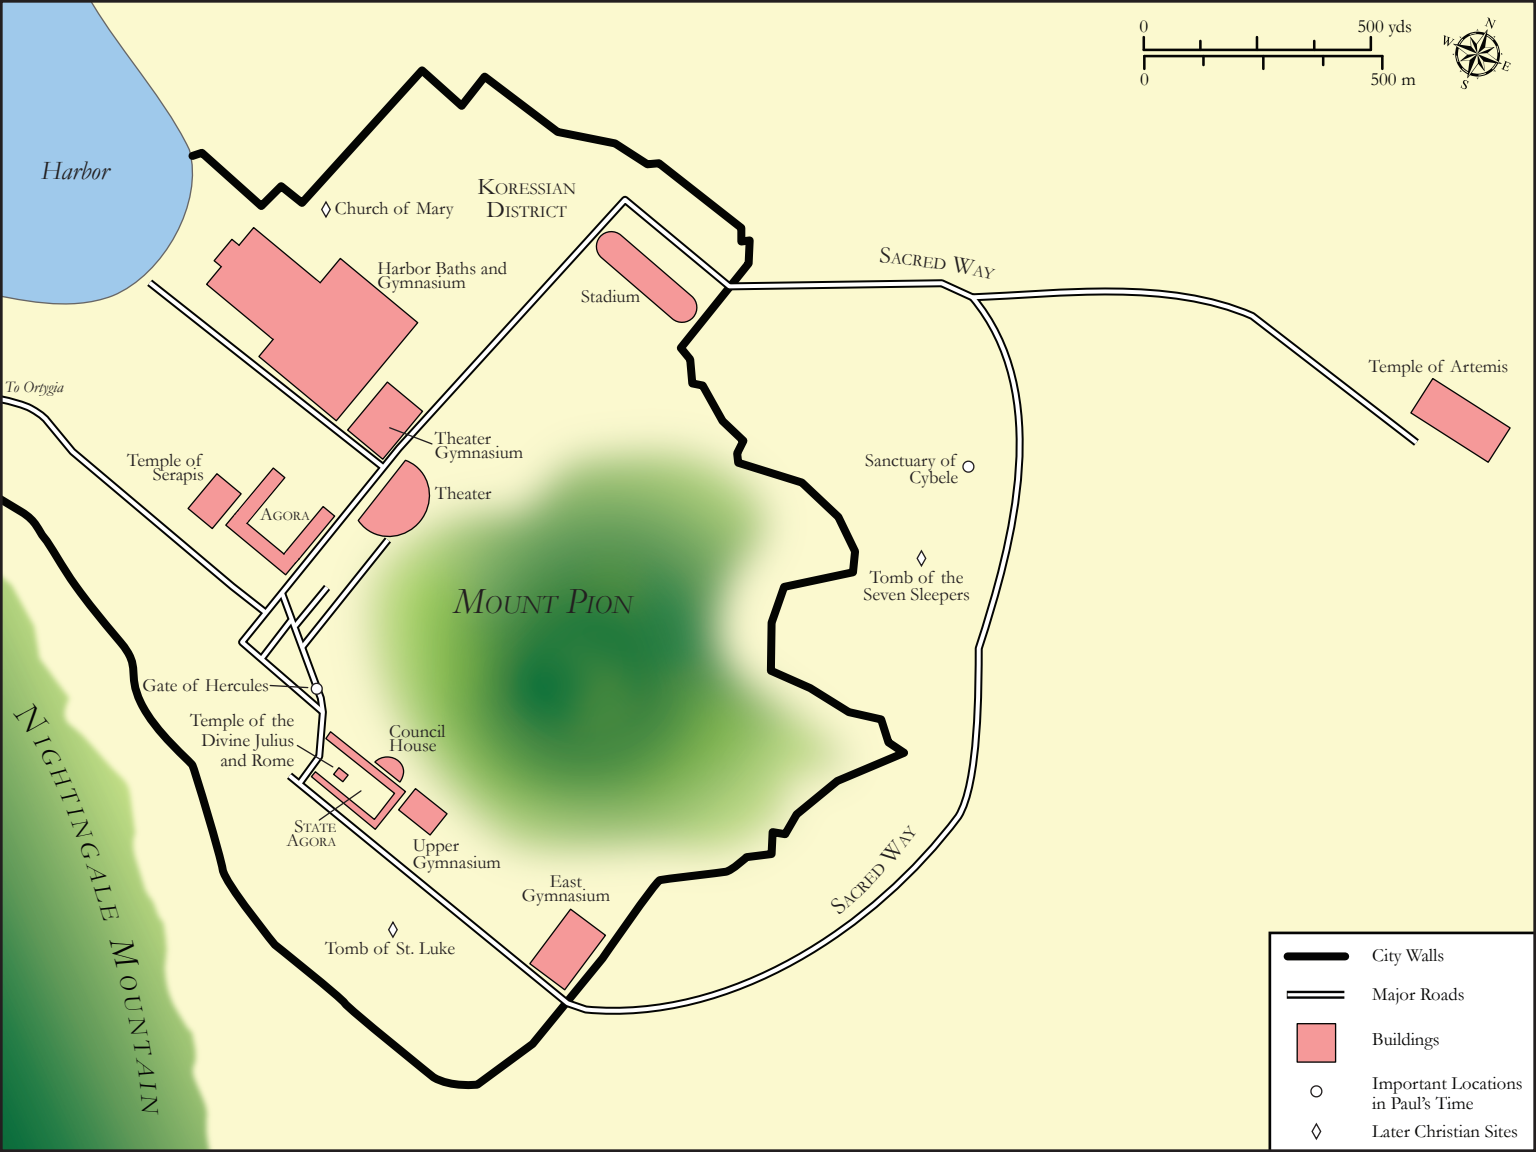 0
500 yds
0
500 m
N
W
E
S
Harbor
Church of Mary
Koressian
District
Harbor Baths and
Gymnasium
Stadium
Sacred Way
Temple of Artemis
To Ortygia
Theater
Gymnasium
Temple of
Serapis
Agora
Theater
Sanctuary of
Cybele
Tomb of the
Seven Sleepers
Mount Pion
Gate of Hercules
Temple of the
Divine Julius
and Rome
Council
House
State
Agora
Upper
Gymnasium
East
Gymnasium
Sacred Way
Tomb of St. Luke
Nightingale Mountain
City Walls
Major Roads
Buildings
Important Locations
in Paul's Time
Later Christian Sites